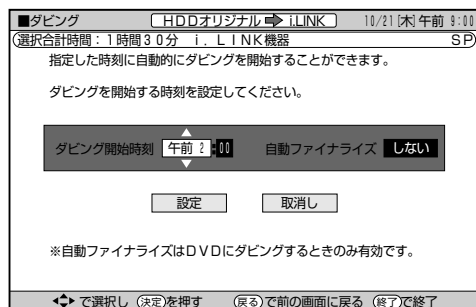 ■ダビング HDDオリジナル ➡ i.LINK 10/21[木]午前 9:00
選択合計時間：1時間30分 i．LINK機器 SP
指定した時刻に自動的にダビングを開始することができます。
ダビングを開始する時刻を設定してください。
ダビング開始時刻 午前 2:00 自動ファイナライズ しない
設定 取消し
※自動ファイナライズはDVDにダビングするときのみ有効です。
で選択し 決定を押す 戻るで前の画面に戻る 終了で終了